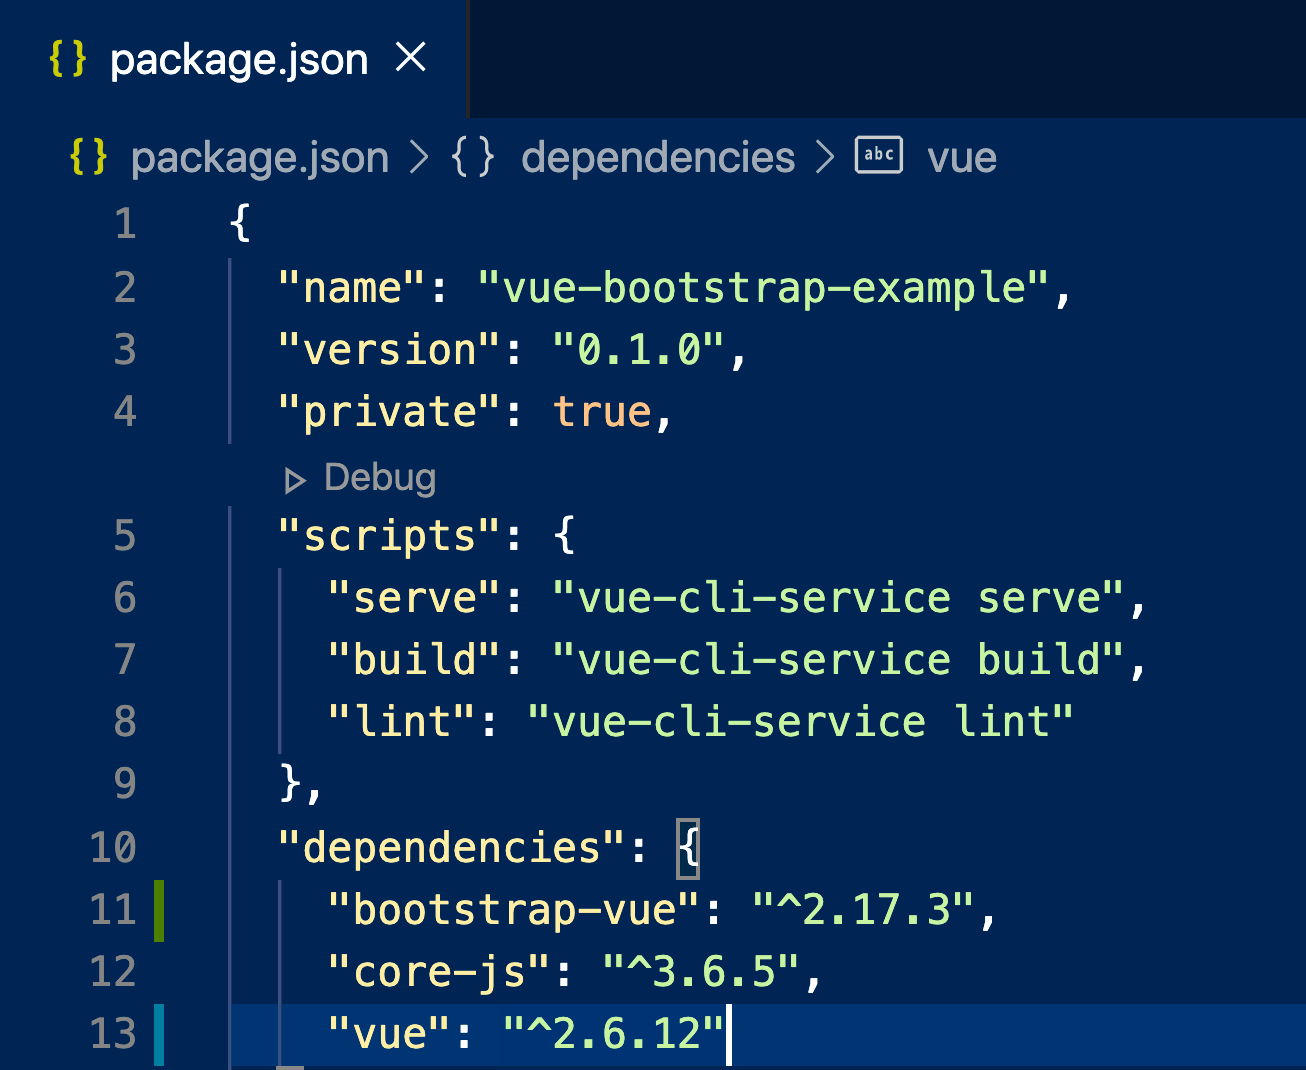 { } package.json ×
{ } package.json > { } dependencies > abc vue
1 {
2 "name": "vue-bootstrap-example",
3 "version": "0.1.0",
4 "private": true,
Debug
5 "scripts": {
6 "serve": "vue-cli-service serve",
7 "build": "vue-cli-service build",
8 "lint": "vue-cli-service lint"
9 },
10 "dependencies": {
11 "bootstrap-vue": "^2.17.3",
12 "core-js": "^3.6.5",
13 "vue": "^2.6.12"